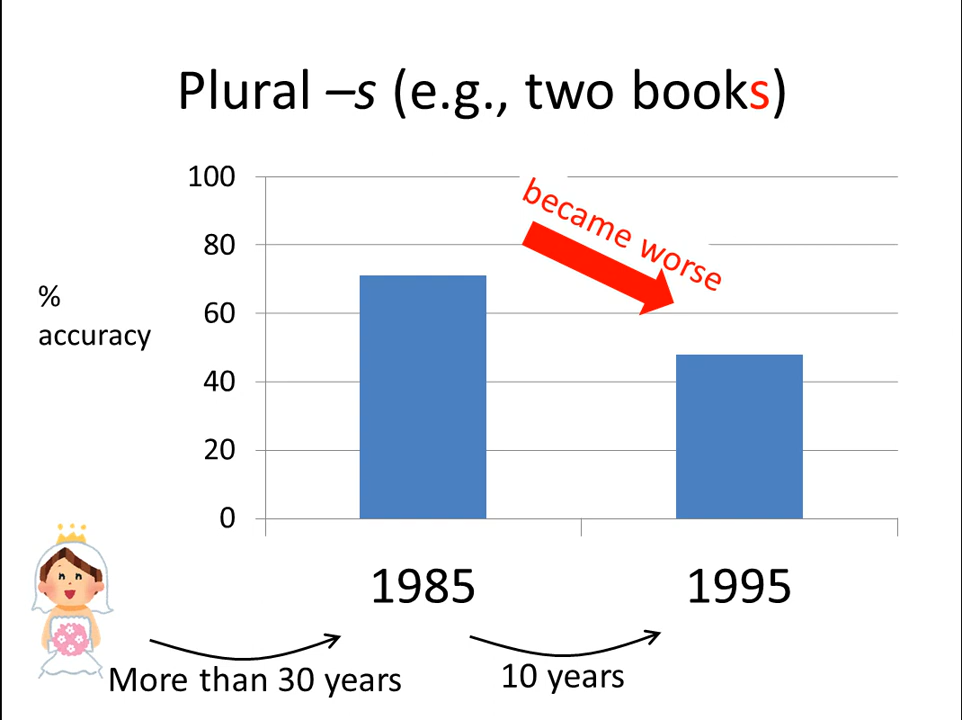 Plural –s (e.g., two books)
100
80
60
40
20
0
% 
accuracy
became worse
1985
1995
More than 30 years
10 years